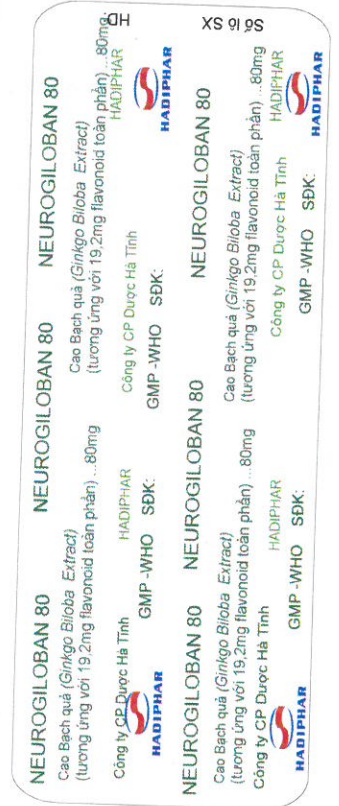 NEUROGILOBAN 80 NEUROGILOBAN 80 NEUROGILOBAN 80
Cao Bạch quả (Ginkgo Biloba Extract)
(tương ứng với 19,2mg flavonoid toàn phần) ...80mg
Công ty CP Dược Hà Tĩnh HADIPHAR
GMP -WHO SĐK:
HADIPHAR
Cao Bạch quả (Ginkgo Biloba Extract)
(tương ứng với 19,2mg flavonoid toàn phần) ...80mg.
Công ty CP Dược Hà Tĩnh HADIPHAR
GMP -WHO SĐK:
HADIPHAR
NEUROGILOBAN 80 NEUROGILOBAN 80 NEUROGILOBAN 80
Cao Bạch quả (Ginkgo Biloba Extract)
(tương ứng với 19,2mg flavonoid toàn phần) ...80mg
Công ty CP Dược Hà Tĩnh HADIPHAR
GMP -WHO SĐK:
HADIPHAR
Cao Bạch quả (Ginkgo Biloba Extract)
(tương ứng với 19,2mg flavonoid toàn phần) ...80mg
Công ty CP Dược Hà Tĩnh HADIPHAR
GMP -WHO SĐK:
HADIPHAR
Số lô SX
HD